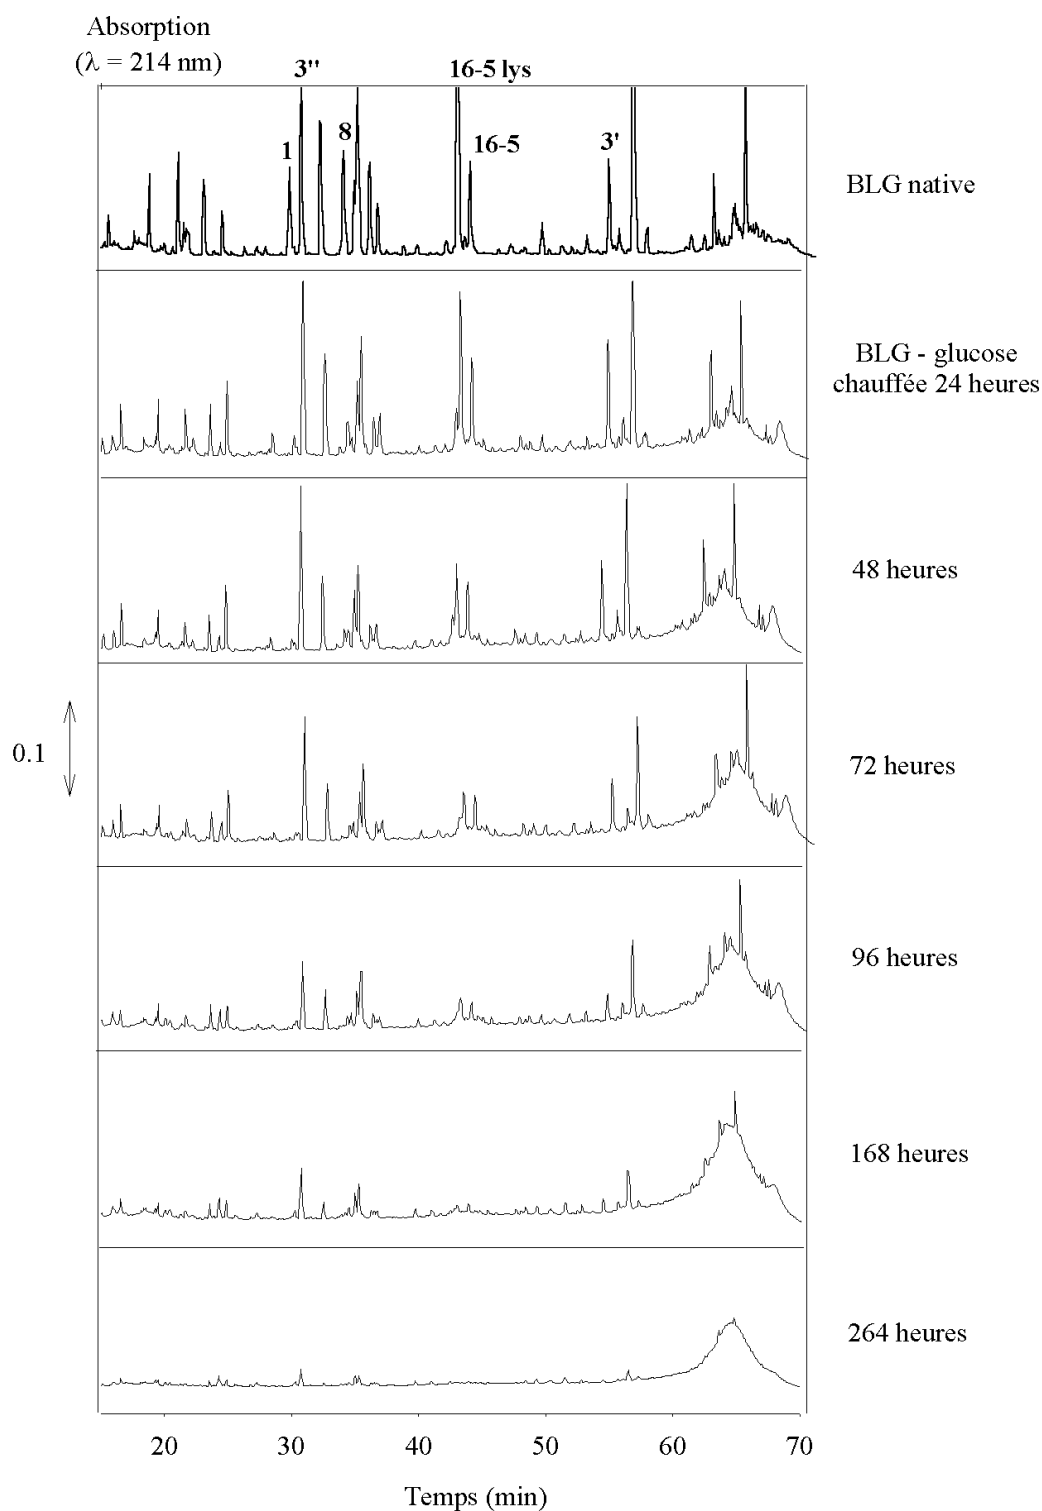 Absorption
(λ = 214 nm)
3''
16-5 lys
1
8
16-5
3'
BLG native
BLG - glucose
chauffée 24 heures
48 heures
72 heures
0.1
96 heures
168 heures
264 heures
20 30 40 50 60 70
Temps (min)